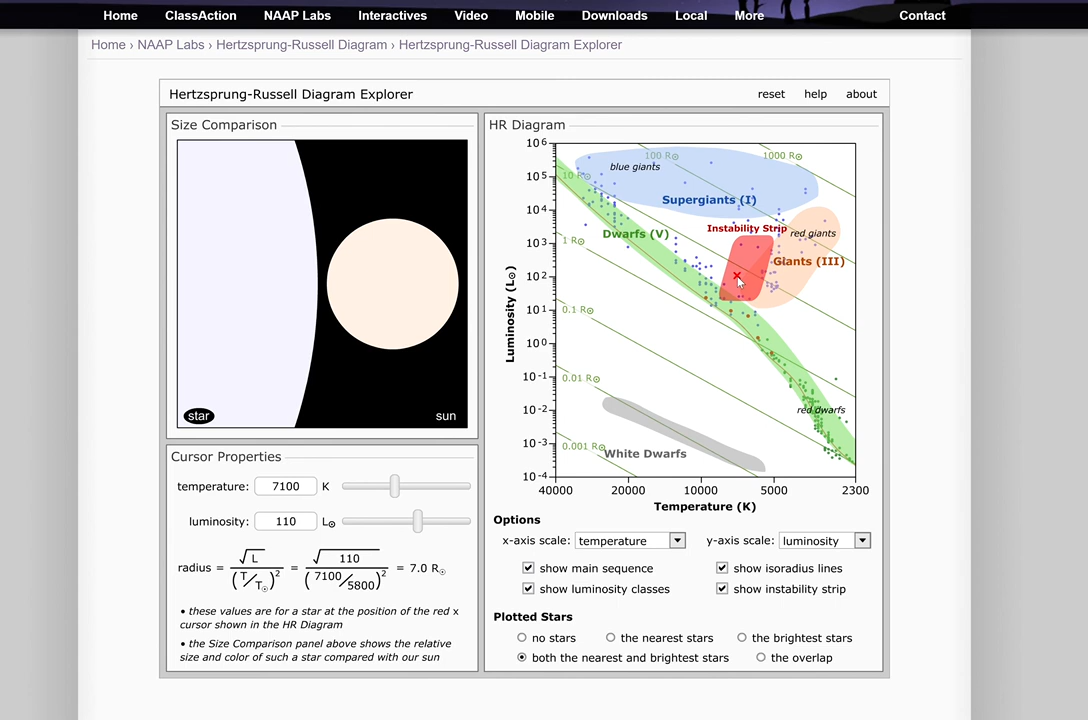 Home ClassAction NAAP Labs Interactives Video Mobile Downloads Local More Contact
Home › NAAP Labs › Hertzsprung-Russell Diagram › Hertzsprung-Russell Diagram Explorer
Hertzsprung-Russell Diagram Explorer
reset help about
Size Comparison
star
sun
Cursor Properties
temperature: 7100 K
luminosity: 110 L⊙
radius = √L / (T/T⊙)² = √110 / (7100/5800)² = 7.0 R⊙
• these values are for a star at the position of the red x
cursor shown in the HR Diagram
• the Size Comparison panel above shows the relative
size and color of such a star compared with our sun
HR Diagram
Luminosity (L⊙)
10⁶
10⁵
10⁴
10³
10²
10¹
10⁰
10⁻¹
10⁻²
10⁻³
10⁻⁴
100 R⊙
1000 R⊙
blue giants
10 R⊙
Supergiants (I)
Instability Strip
Dwarfs (V)
red giants
1 R⊙
Giants (III)
0.1 R⊙
0.01 R⊙
red dwarfs
0.001 R⊙
White Dwarfs
40000 20000 10000 5000 2300
Temperature (K)
Options
x-axis scale: temperature y-axis scale: luminosity
show main sequence show isoradius lines
show luminosity classes show instability strip
Plotted Stars
no stars the nearest stars the brightest stars
both the nearest and brightest stars the overlap